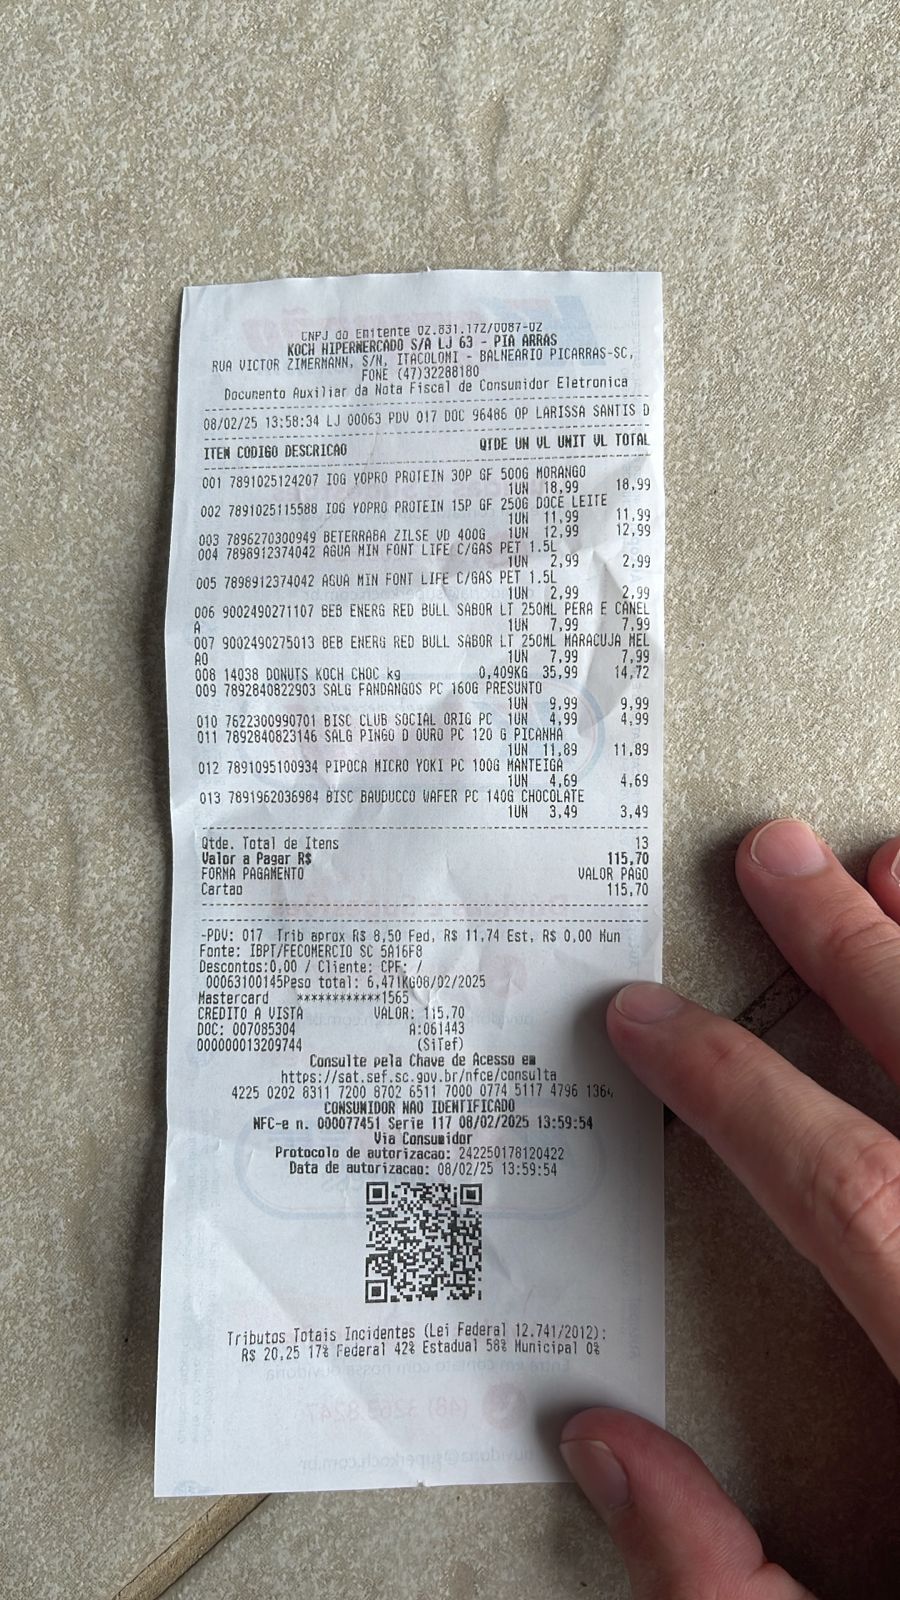 CNPJ do Emitente 02.831.172/0087-02
KOCH HIPERMERCADO S/A LJ 63 - PIA ARRAS
RUA VICTOR ZIMERMANN, S/N, ITACOLOMI - BALNEARIO PICARRAS-SC,
FONE (47)32288180
Documento Auxiliar da Nota Fiscal de Consumidor Eletronica
08/02/25 13:58:34 LJ 00063 PDV 017 DOC 96486 OP LARISSA SANTIS D
ITEM CODIGO DESCRICAO QTDE UN VL UNIT VL TOTAL
001 7891025124207 IOG YOPRO PROTEIN 30P GF 500G MORANGO
1UN 18,99 18,99
002 7891025115588 IOG YOPRO PROTEIN 15P GF 250G DOCE LEITE
1UN 11,99 11,99
003 7896270300949 BETERRABA ZILSE VD 400G 1UN 12,99 12,99
004 7898912374042 AGUA MIN FONT LIFE C/GAS PET 1.5L
1UN 2,99 2,99
005 7898912374042 AGUA MIN FONT LIFE C/GAS PET 1.5L
1UN 2,99 2,99
006 9002490271107 BEB ENERG RED BULL SABOR LT 250ML PERA E CANEL
A 1UN 7,99 7,99
007 9002490275013 BEB ENERG RED BULL SABOR LT 250ML MARACUJA MEL
AO 1UN 7,99 7,99
008 14038 DONUTS KOCH CHOC kg 0,409KG 35,99 14,72
009 7892840822903 SALG FANDANGOS PC 160G PRESUNTO
1UN 9,99 9,99
010 7622300990701 BISC CLUB SOCIAL ORIG PC 1UN 4,99 4,99
011 7892840823146 SALG PINGO D OURO PC 120 G PICANHA
1UN 11,89 11,89
012 7891095100934 PIPOCA MICRO YOKI PC 100G MANTEIGA
1UN 4,69 4,69
013 7891962036984 BISC BAUDUCCO WAFER PC 140G CHOCOLATE
1UN 3,49 3,49
Qtde. Total de Itens 13
Valor a Pagar R$ 115,70
FORMA PAGAMENTO VALOR PAGO
Cartao 115,70
-PDV: 017 Trib aprox R$ 8,50 Fed, R$ 11,74 Est, R$ 0,00 Mun
Fonte: IBPT/FECOMERCIO SC 5A16F8
Descontos:0,00 / Cliente: CPF: /
00063100145Peso total: 6,471KG08/02/2025
Mastercard ************1565
CREDITO A VISTA VALOR: 115,70
DOC: 007085304 A:061443
000000013209744 (SiTef)
Consulte pela Chave de Acesso em
https://sat.sef.sc.gov.br/nfce/consulta
4225 0202 8311 7200 8702 6511 7000 0774 5117 4796 1364
CONSUMIDOR NAO IDENTIFICADO
NFC-e n. 000077451 Serie 117 08/02/2025 13:59:54
Via Consumidor
Protocolo de autorizacao: 242250178120422
Data de autorizacao: 08/02/25 13:59:54
Tributos Totais Incidentes (Lei Federal 12.741/2012):
R$ 20,25 17% Federal 42% Estadual 58% Municipal 0%